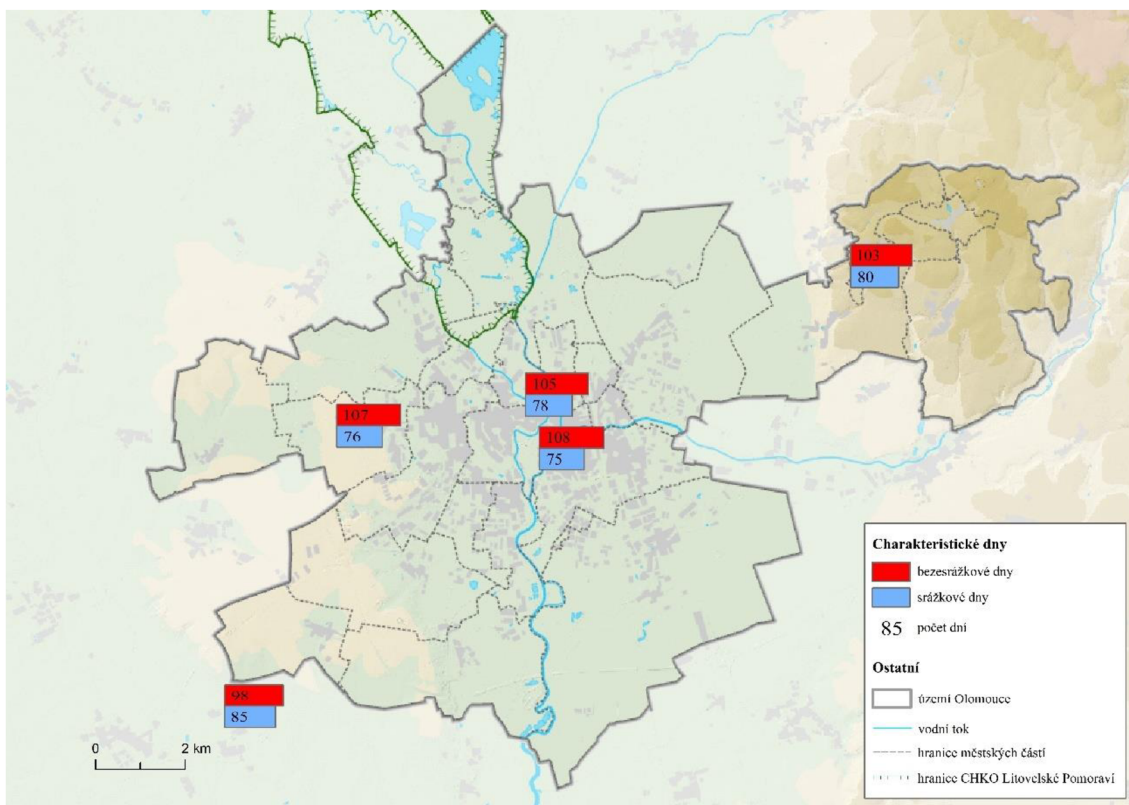 103
80
105
78
107
76
108
75
98
85
0 2 km
Charakteristické dny
bezesrážkové dny
srážkové dny
85 počet dní
Ostatní
území Olomouce
vodní tok
hranice městských částí
hranice CHKO Litovelské Pomoraví